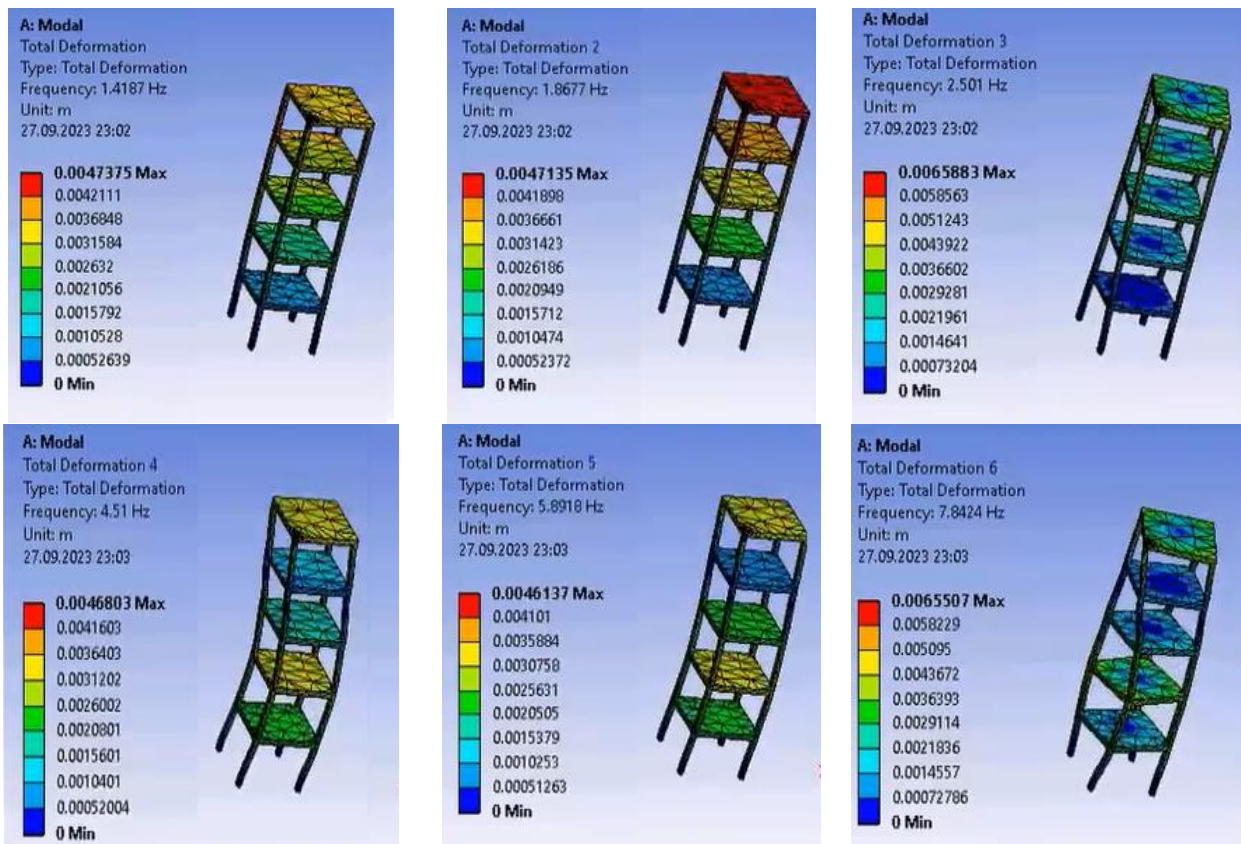 A: Modal
Total Deformation
Type: Total Deformation
Frequency: 1.4187 Hz
Unit: m
27.09.2023 23:02
0.0047375 Max
0.0042111
0.0036848
0.0031584
0.002632
0.0021056
0.0015792
0.0010528
0.00052639
0 Min
A: Modal
Total Deformation 2
Type: Total Deformation
Frequency: 1.8677 Hz
Unit: m
27.09.2023 23:02
0.0047135 Max
0.0041898
0.0036661
0.0031423
0.0026186
0.0020949
0.0015712
0.0010474
0.00052372
0 Min
A: Modal
Total Deformation 3
Type: Total Deformation
Frequency: 2.501 Hz
Unit: m
27.09.2023 23:02
0.0065883 Max
0.0058563
0.0051243
0.0043922
0.0036602
0.0029281
0.0021961
0.0014641
0.00073204
0 Min
A: Modal
Total Deformation 4
Type: Total Deformation
Frequency: 4.51 Hz
Unit: m
27.09.2023 23:03
0.0046803 Max
0.0041603
0.0036403
0.0031202
0.0026002
0.0020801
0.0015601
0.0010401
0.00052004
0 Min
A: Modal
Total Deformation 5
Type: Total Deformation
Frequency: 5.8918 Hz
Unit: m
27.09.2023 23:03
0.0046137 Max
0.004101
0.0035884
0.0030758
0.0025631
0.0020505
0.0015379
0.0010253
0.00051263
0 Min
A: Modal
Total Deformation 6
Type: Total Deformation
Frequency: 7.8424 Hz
Unit: m
27.09.2023 23:03
0.0065507 Max
0.0058229
0.005095
0.0043672
0.0036393
0.0029114
0.0021836
0.0014557
0.00072786
0 Min